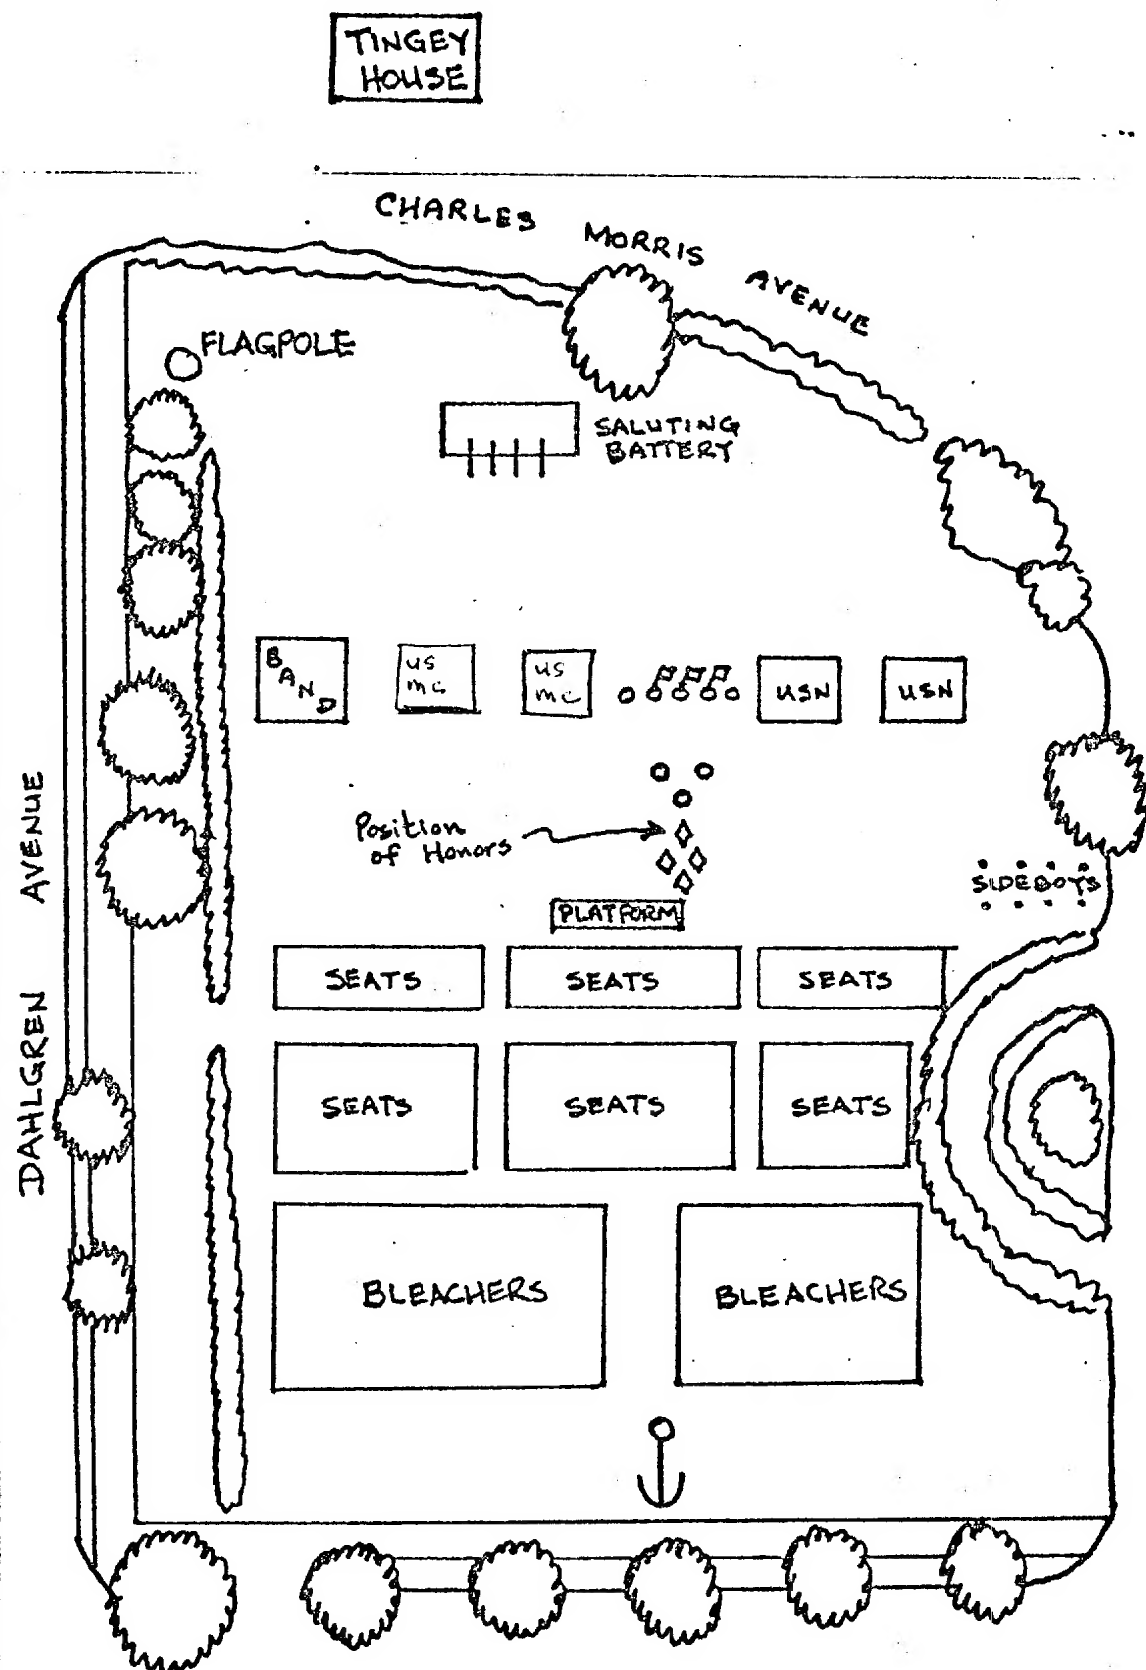 TINGEY
HOUSE
CHARLES MORRIS AVENUE
FLAGPOLE
SALUTING
BATTERY
BAND
US
MC
US
MC
USN
USN
Position
of Honors
SIDEBOYS
PLATFORM
DAHLGREN AVENUE
SEATS
SEATS
SEATS
SEATS
SEATS
SEATS
BLEACHERS
BLEACHERS